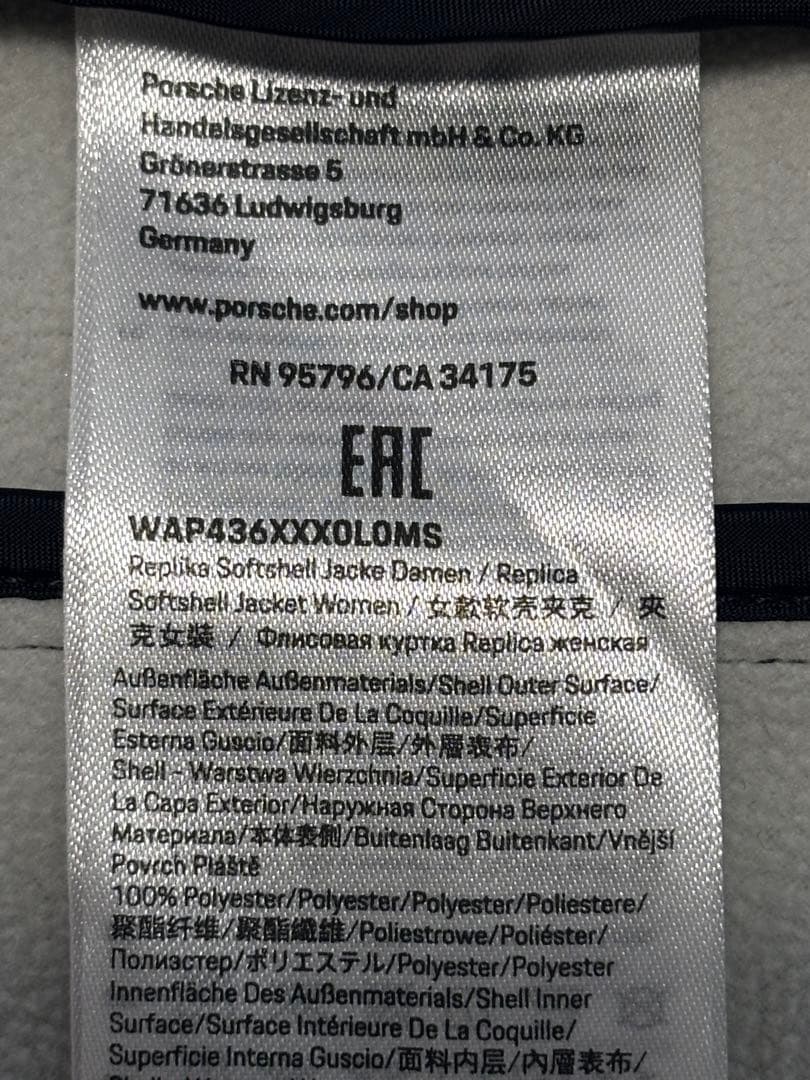 Porsche Lizenz- und
Handelsgesellschaft mbH & Co. KG
Grönerstrasse 5
71636 Ludwigsburg
Germany
www.porsche.com/shop
RN 95796/CA 34175
EAC
WAP436XXX0L0MS
Replika Softshell Jacke Damen / Replica
Softshell Jacket Women / 女款软壳夹克 / 夾
克女裝 / Флисовая куртка Replica женская
Außenfläche Außenmaterials/Shell Outer Surface/
Surface Extérieure De La Coquille/Superficie
Esterna Guscio/面料外层/外層表布/
Shell - Warstwa Wierzchnia/Superficie Exterior De
La Capa Exterior/Наружная Сторона Верхнего
Материала/本体表側/Buitenlaag Buitenkant/Vnější
Povrch Pláště
100% Polyester/Polyester/Polyester/Poliestere/
聚酯纤维/聚酯纖維/Poliestrowe/Poliéster/
Полиэстер/ポリエステル/Polyester/Polyester
Innenfläche Des Außenmaterials/Shell Inner
Surface/Surface Intérieure De La Coquille/
Superficie Interna Guscio/面料内层/內層表布/